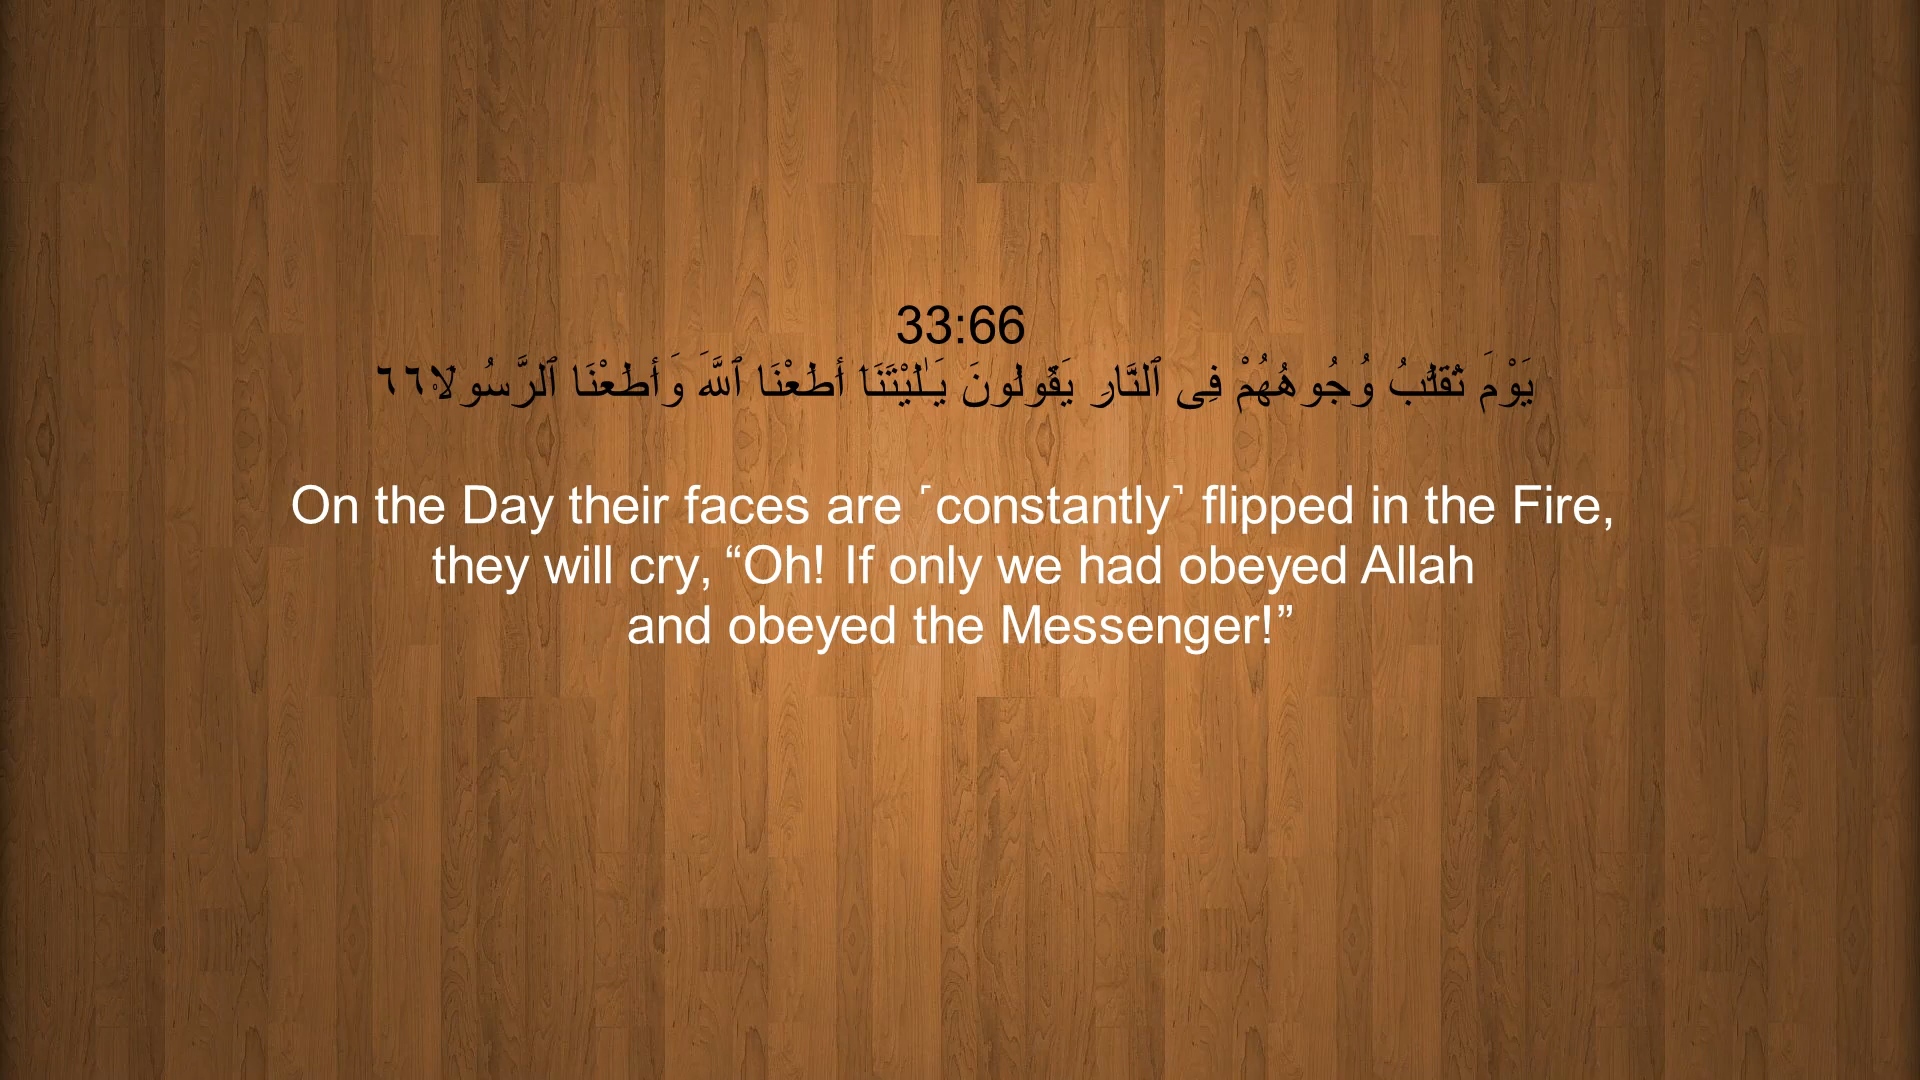 33:66
يَوْمَ تُقَلَّبُ وُجُوهُهُمْ فِى ٱلنَّارِ يَقُولُونَ يَـٰلَيْتَنَآ أَطَعْنَا ٱللَّهَ وَأَطَعْنَا ٱلرَّسُولَا۠ ٦٦
On the Day their faces are ˹constantly˺ flipped in the Fire,
they will cry, “Oh! If only we had obeyed Allah
and obeyed the Messenger!”